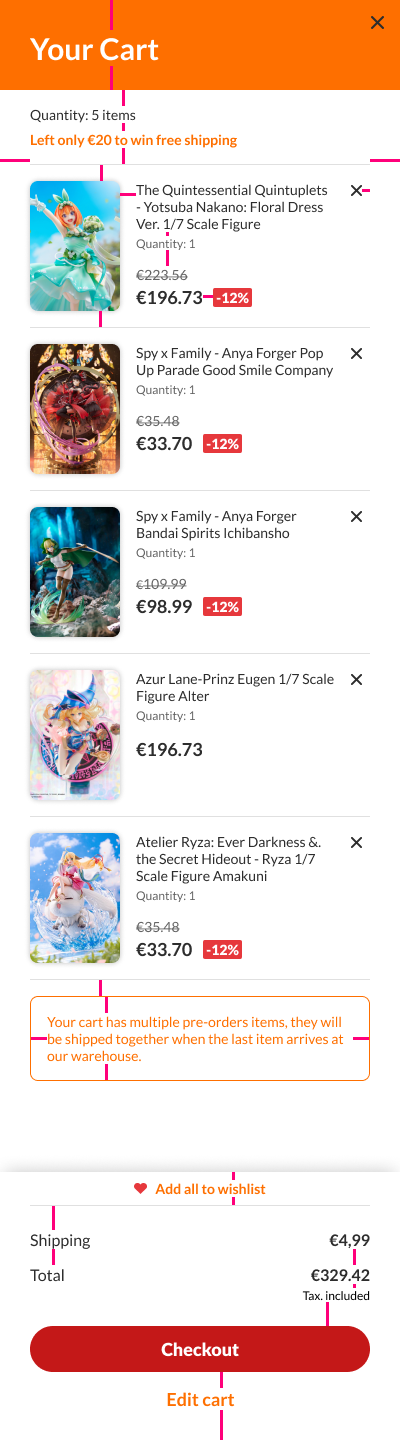 Your Cart
Quantity: 5 items
Left only €20 to win free shipping
The Quintessential Quintuplets
- Yotsuba Nakano: Floral Dress
Ver. 1/7 Scale Figure
Quantity: 1
€223.56
€196.73 -12%
Spy x Family - Anya Forger Pop
Up Parade Good Smile Company
Quantity: 1
€35.48
€33.70 -12%
Spy x Family - Anya Forger
Bandai Spirits Ichibansho
Quantity: 1
€109.99
€98.99 -12%
Azur Lane-Prinz Eugen 1/7 Scale
Figure Alter
Quantity: 1
€196.73
Atelier Ryza: Ever Darkness &.
the Secret Hideout - Ryza 1/7
Scale Figure Amakuni
Quantity: 1
€35.48
€33.70 -12%
Your cart has multiple pre-orders items, they will
be shipped together when the last item arrives at
our warehouse.
Add all to wishlist
Shipping €4,99
Total €329.42
Tax. included
Checkout
Edit cart